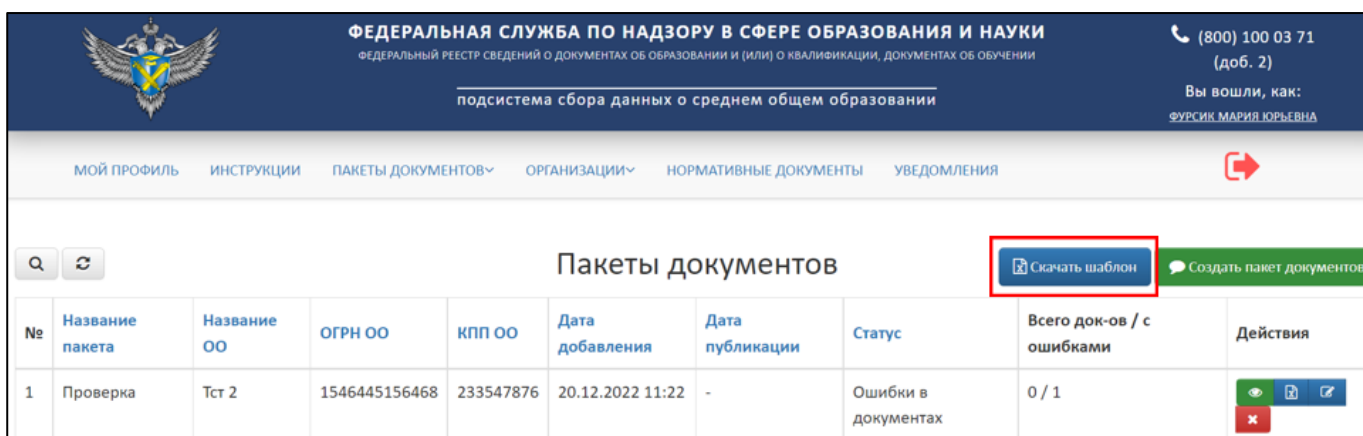 ФЕДЕРАЛЬНАЯ СЛУЖБА ПО НАДЗОРУ В СФЕРЕ ОБРАЗОВАНИЯ И НАУКИ
ФЕДЕРАЛЬНЫЙ РЕЕСТР СВЕДЕНИЙ О ДОКУМЕНТАХ ОБ ОБРАЗОВАНИИ И (ИЛИ) О КВАЛИФИКАЦИИ, ДОКУМЕНТАХ ОБ ОБУЧЕНИИ
подсистема сбора данных о среднем общем образовании
(800) 100 03 71
(доб. 2)
Вы вошли, как:
ФУРСИК МАРИЯ ЮРЬЕВНА
МОЙ ПРОФИЛЬ ИНСТРУКЦИИ ПАКЕТЫ ДОКУМЕНТОВ ОРГАНИЗАЦИИ НОРМАТИВНЫЕ ДОКУМЕНТЫ УВЕДОМЛЕНИЯ
Пакеты документов Скачать шаблон Создать пакет документов
№ Название пакета Название ОО ОГРН ОО КПП ОО Дата добавления Дата публикации Статус Всего док-ов / с ошибками Действия
1 Проверка Тст 2 1546445156468 233547876 20.12.2022 11:22 - Ошибки в документах 0 / 1